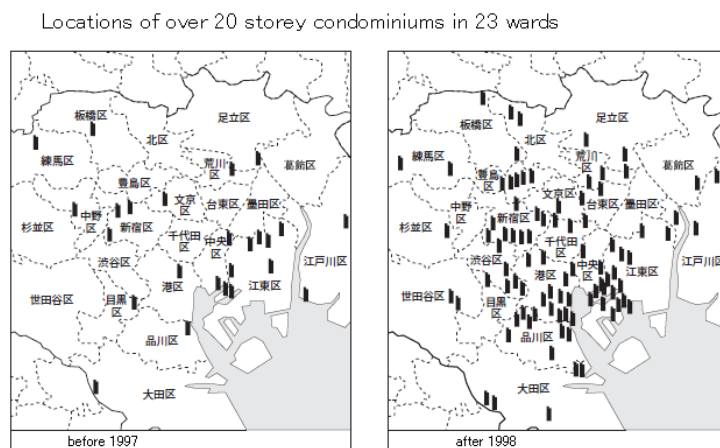 Locations of over 20 storey condominiums in 23 wards
板橋区
足立区
北区
練馬区
荒川
区
葛飾区
豊島区
文京
区
台東区
墨田区
中野
区
杉並区
新宿区
千代田
区
中央
区
江戸川区
渋谷区
港区
江東区
世田谷区
目黒
区
品川区
大田区
before 1997
板橋区
足立区
北区
練馬区
荒川
区
葛飾区
豊島
区
文京区
台東区
墨田区
中野
区
杉並区
新宿区
千代田
区
中央
区
江戸川区
渋谷区
港区
江東区
世田谷区
目黒
区
品川区
大田区
after 1998